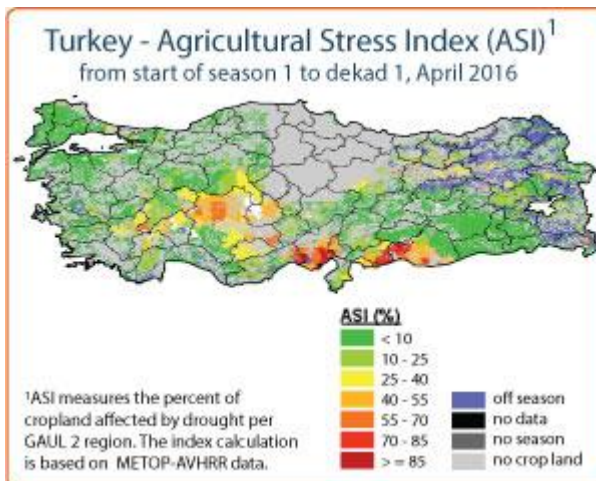 Turkey - Agricultural Stress Index (ASI)1
from start of season 1 to dekad 1, April 2016
ASI (%)
< 10
10 - 25
25 - 40
40 - 55
55 - 70
70 - 85
> = 85
off season
no data
no season
no crop land
1ASI measures the percent of
cropland affected by drought per
GAUL 2 region. The index calculation
is based on METOP-AVHRR data.